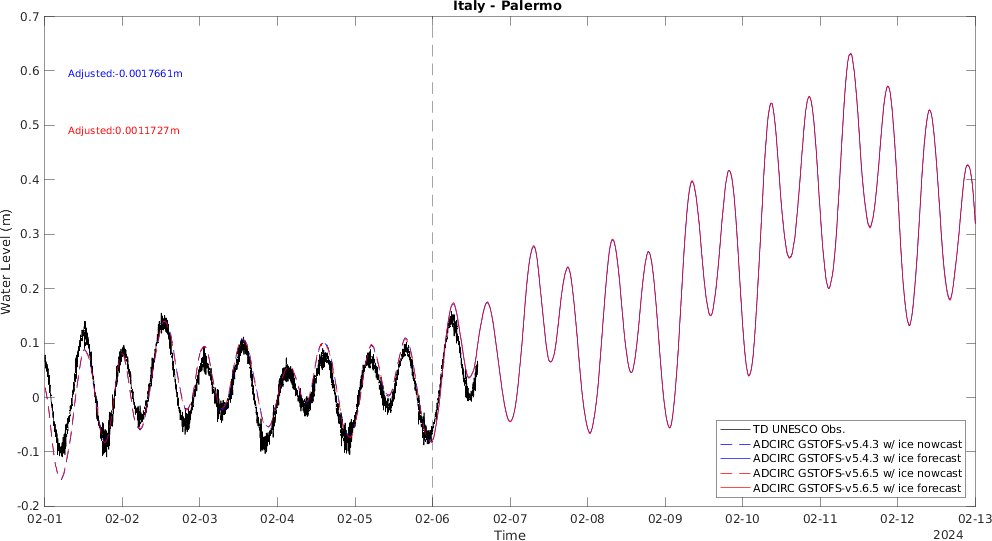 Italy - Palermo
0.7
0.6
0.5
0.4
0.3
0.2
0.1
0
-0.1
-0.2
Water Level (m)
Adjusted:-0.0017661m
Adjusted:0.0011727m
TD UNESCO Obs.
ADCIRC GSTOFS-v5.4.3 w/ ice nowcast
ADCIRC GSTOFS-v5.4.3 w/ ice forecast
ADCIRC GSTOFS-v5.6.5 w/ ice nowcast
ADCIRC GSTOFS-v5.6.5 w/ ice forecast
02-01 02-02 02-03 02-04 02-05 02-06 02-07 02-08 02-09 02-10 02-11 02-12 02-13
Time
2024